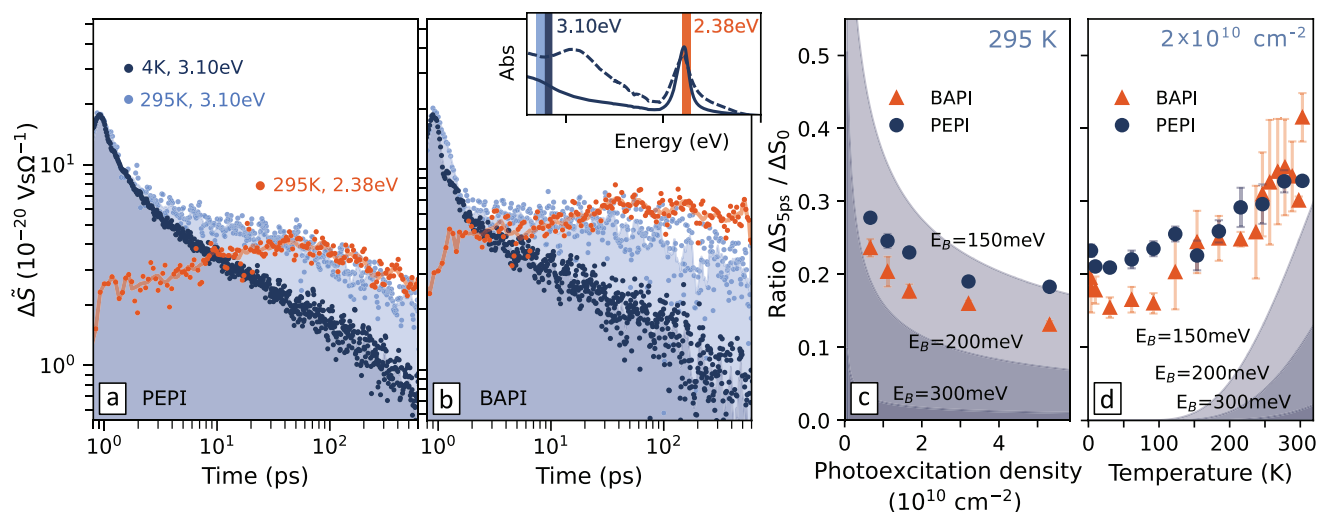 4K, 3.10eV
295K, 3.10eV
295K, 2.38eV
ΔS̃ (10⁻²⁰ VsΩ⁻¹)
10¹
10⁰
a
PEPI
10⁰ 10¹ 10²
Time (ps)
Abs
3.10eV
2.38eV
Energy (eV)
b
BAPI
10⁰ 10¹ 10²
Time (ps)
Ratio ΔS₅ₚₛ / ΔS₀
0.5
0.4
0.3
0.2
0.1
0.0
295 K
BAPI
PEPI
E_B=150meV
E_B=200meV
E_B=300meV
c
0 2 4
Photoexcitation density
(10¹⁰ cm⁻²)
2×10¹⁰ cm⁻²
BAPI
PEPI
E_B=150meV
E_B=200meV
E_B=300meV
d
0 100 200 300
Temperature (K)